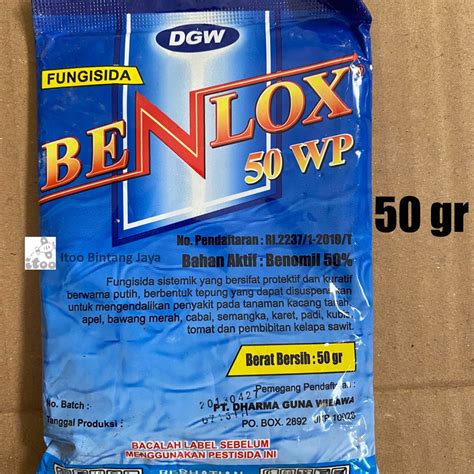 DGW
FUNGISIDA
BENLOX
50 WP
50 gr
No. Pendaftaran : RI.2237/1-2019/T
itoo
Itoo Bintang Jaya
Bahan Aktif : Benomil 50%
Fungisida sistemik yang bersifat protektif dan kuratif
berwarna putih, berbentuk tepung yang dapat disuspensikan
untuk mengendalikan penyakit pada tanaman kacang tanah,
apel, bawang merah, cabai, semangka, karet, padi, kubis,
tomat dan pembibitan kelapa sawit.
Berat Bersih : 50 gr
Pemegang Pendaftaran :
No. Batch :
PT. DHARMA GUNA WIBAWA
Tanggal Produksi :
PO. BOX. 2892
BACALAH LABEL SEBELUM
MENGGUNAKAN PESTISIDA INI